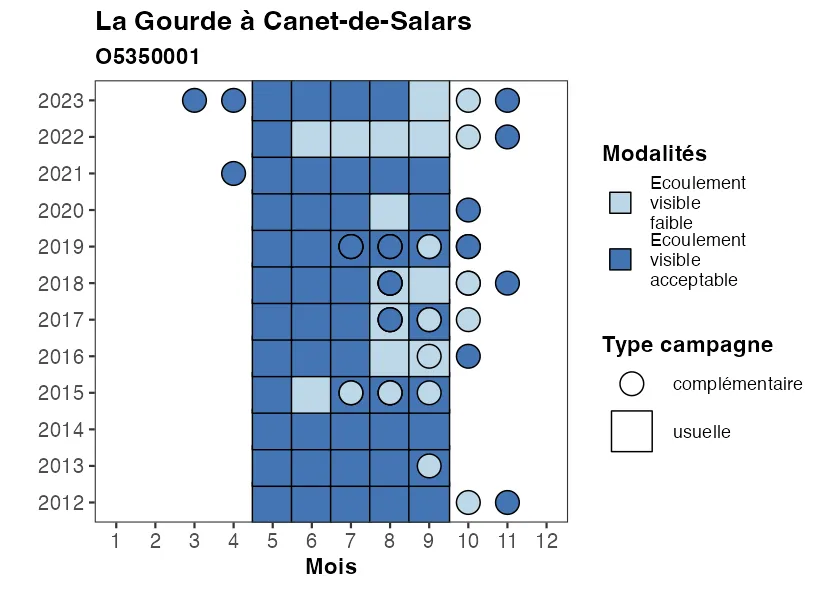 La Gourde à Canet-de-Salars
O5350001
2023
2022
2021
2020
2019
2018
2017
2016
2015
2014
2013
2012
1 2 3 4 5 6 7 8 9 10 11 12
Mois
Modalités
Ecoulement
visible
faible
Ecoulement
visible
acceptable
Type campagne
complémentaire
usuelle